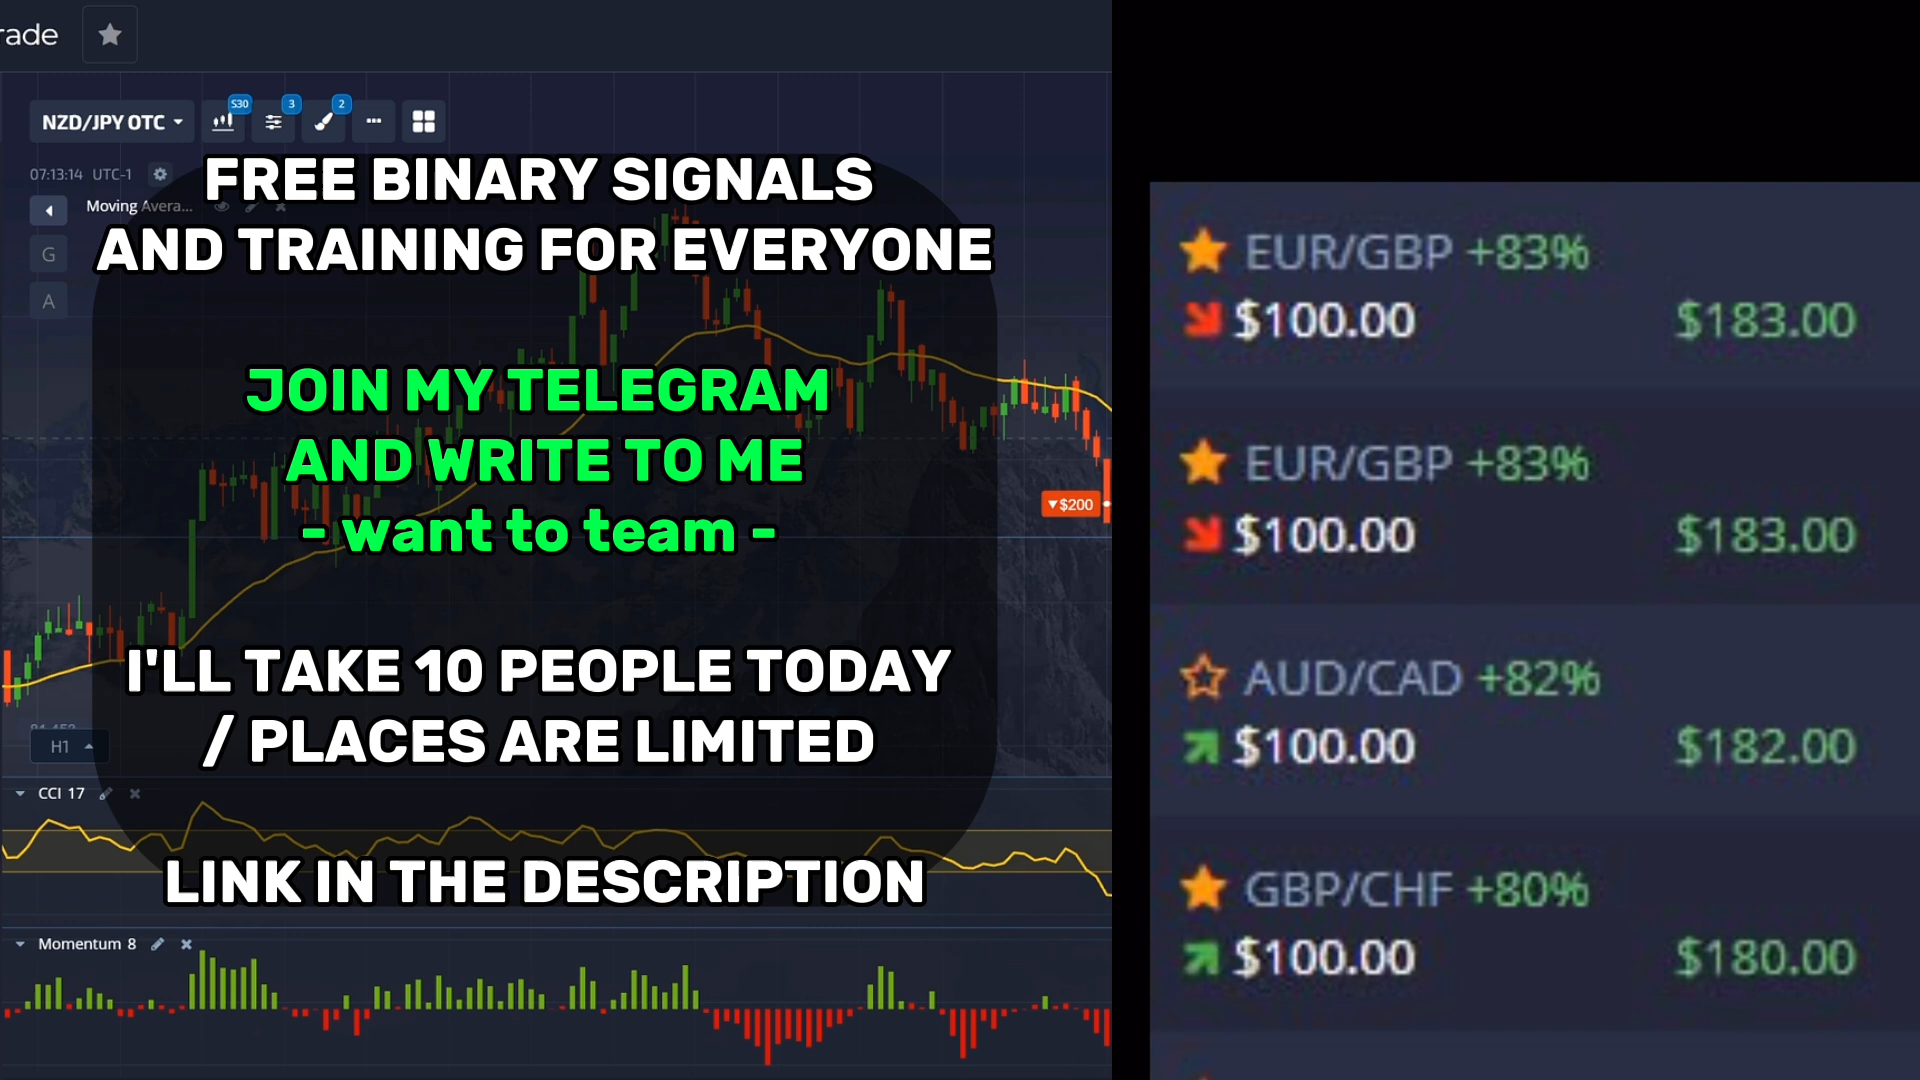 rade
S30
3
2
NZD/JPY OTC
07:13:14 UTC-1
Moving Avera...
G
A
FREE BINARY SIGNALS
AND TRAINING FOR EVERYONE
JOIN MY TELEGRAM
AND WRITE TO ME
- want to team -
I'LL TAKE 10 PEOPLE TODAY
/ PLACES ARE LIMITED
LINK IN THE DESCRIPTION
$200
H1
CCI 17
Momentum 8
EUR/GBP +83%
$100.00 $183.00
EUR/GBP +83%
$100.00 $183.00
AUD/CAD +82%
$100.00 $182.00
GBP/CHF +80%
$100.00 $180.00